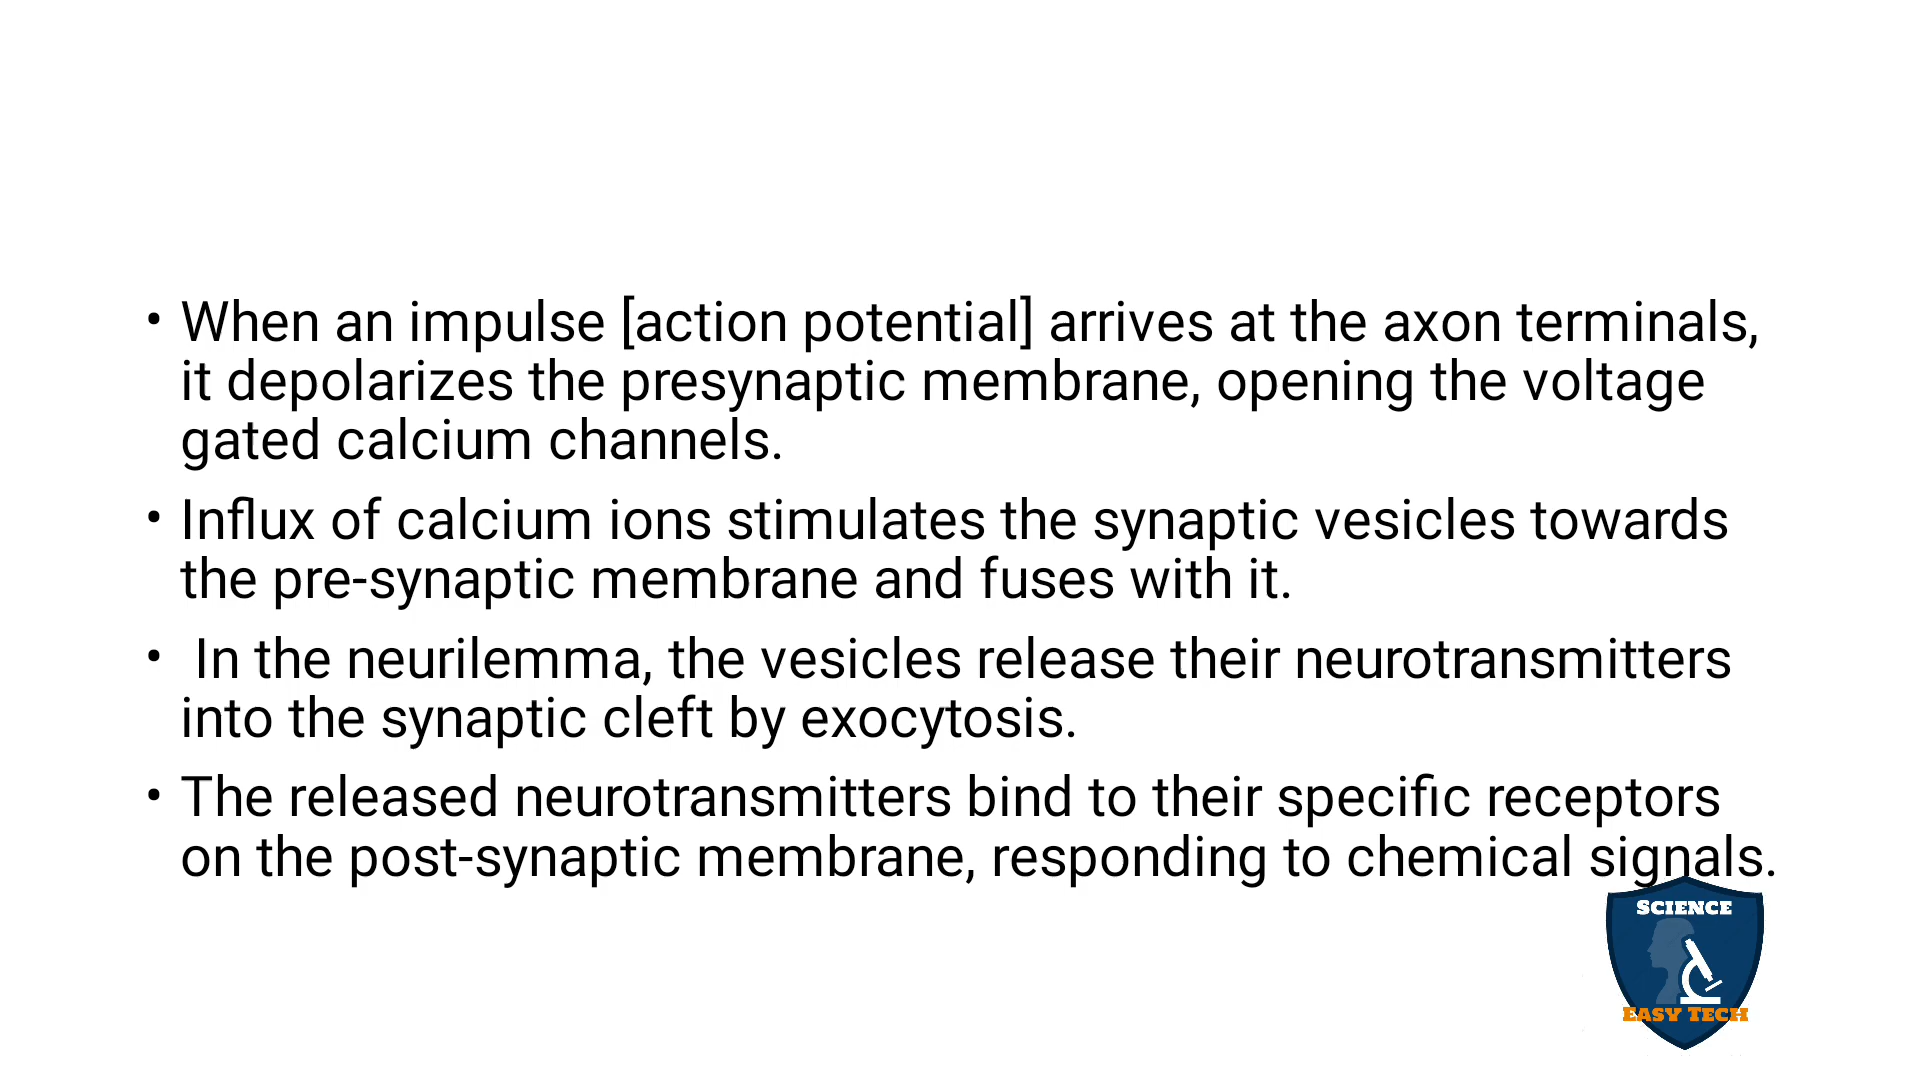 • When an impulse [action potential] arrives at the axon terminals,
it depolarizes the presynaptic membrane, opening the voltage
gated calcium channels.
• Influx of calcium ions stimulates the synaptic vesicles towards
the pre-synaptic membrane and fuses with it.
• In the neurilemma, the vesicles release their neurotransmitters
into the synaptic cleft by exocytosis.
• The released neurotransmitters bind to their specific receptors
on the post-synaptic membrane, responding to chemical signals.
SCIENCE
EASY TECH